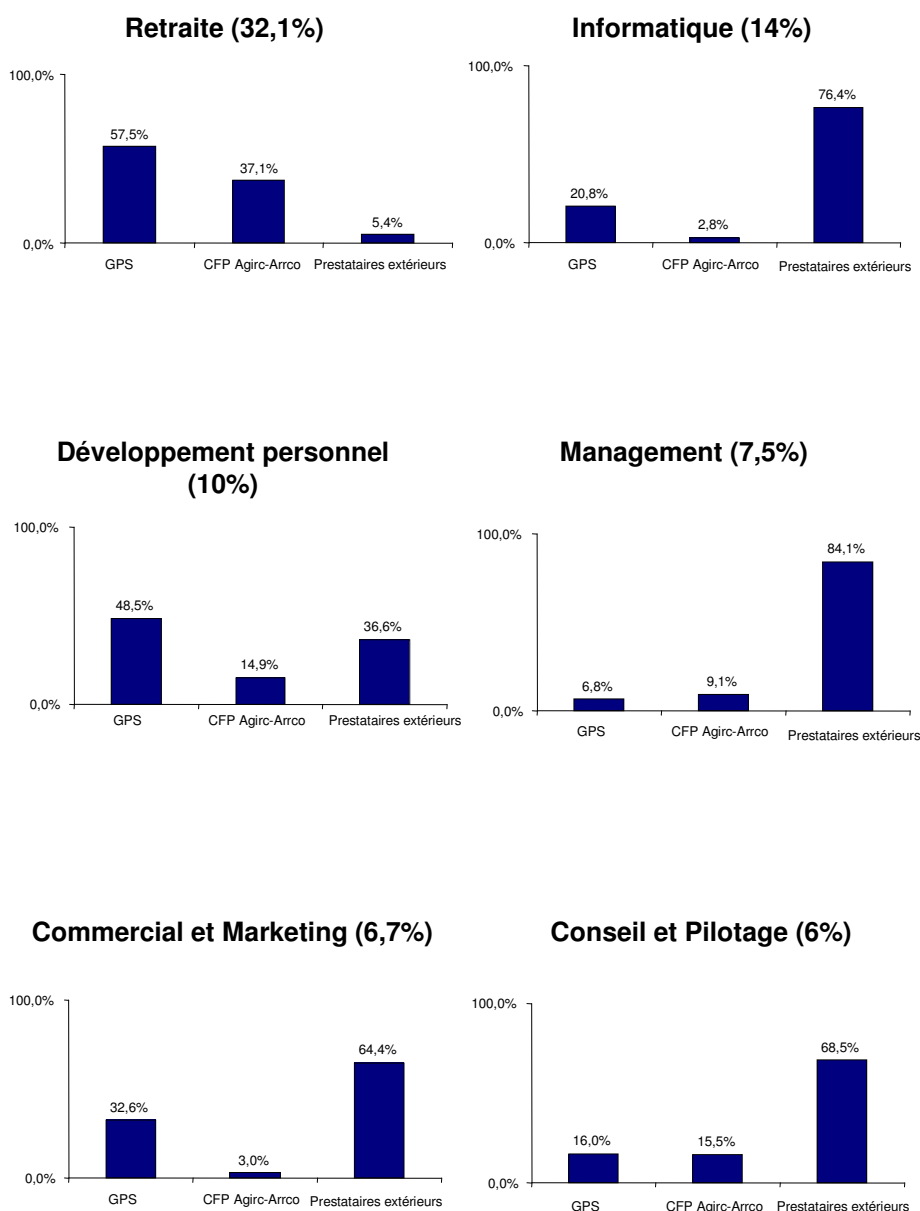 Retraite (32,1%)
100,0%
57,5%
37,1%
5,4%
0,0%
GPS CFP Agirc-Arrco Prestataires extérieurs
Informatique (14%)
100,0%
76,4%
20,8%
2,8%
0,0%
GPS CFP Agirc-Arrco Prestataires extérieurs
Développement personnel
(10%)
100,0%
48,5%
36,6%
14,9%
0,0%
GPS CFP Agirc-Arrco Prestataires extérieurs
Management (7,5%)
100,0%
84,1%
6,8%
9,1%
0,0%
GPS CFP Agirc-Arrco Prestataires extérieurs
Commercial et Marketing (6,7%)
100,0%
64,4%
32,6%
3,0%
0,0%
GPS CFP Agirc-Arrco Prestataires extérieurs
Conseil et Pilotage (6%)
100,0%
68,5%
16,0%
15,5%
0,0%
GPS CFP Agirc-Arrco Prestataires extérieurs